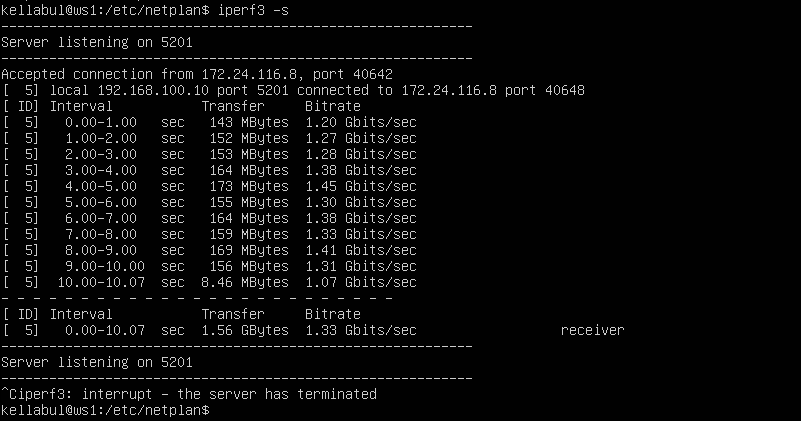 kellabul@ws1:/etc/netplan$ iperf3 -s
-----------------------------------------------------------
Server listening on 5201
-----------------------------------------------------------
Accepted connection from 172.24.116.8, port 40642
[  5] local 192.168.100.10 port 5201 connected to 172.24.116.8 port 40648
[ ID] Interval           Transfer     Bitrate
[  5]   0.00-1.00   sec   143 MBytes  1.20 Gbits/sec
[  5]   1.00-2.00   sec   152 MBytes  1.27 Gbits/sec
[  5]   2.00-3.00   sec   153 MBytes  1.28 Gbits/sec
[  5]   3.00-4.00   sec   164 MBytes  1.38 Gbits/sec
[  5]   4.00-5.00   sec   173 MBytes  1.45 Gbits/sec
[  5]   5.00-6.00   sec   155 MBytes  1.30 Gbits/sec
[  5]   6.00-7.00   sec   164 MBytes  1.38 Gbits/sec
[  5]   7.00-8.00   sec   159 MBytes  1.33 Gbits/sec
[  5]   8.00-9.00   sec   169 MBytes  1.41 Gbits/sec
[  5]   9.00-10.00  sec   156 MBytes  1.31 Gbits/sec
[  5]  10.00-10.07  sec  8.46 MBytes  1.07 Gbits/sec
- - - - - - - - - - - - - - - - - - - - - - - - -
[ ID] Interval           Transfer     Bitrate
[  5]   0.00-10.07  sec  1.56 GBytes  1.33 Gbits/sec                  receiver
-----------------------------------------------------------
Server listening on 5201
-----------------------------------------------------------
^Ciperf3: interrupt - the server has terminated
kellabul@ws1:/etc/netplan$